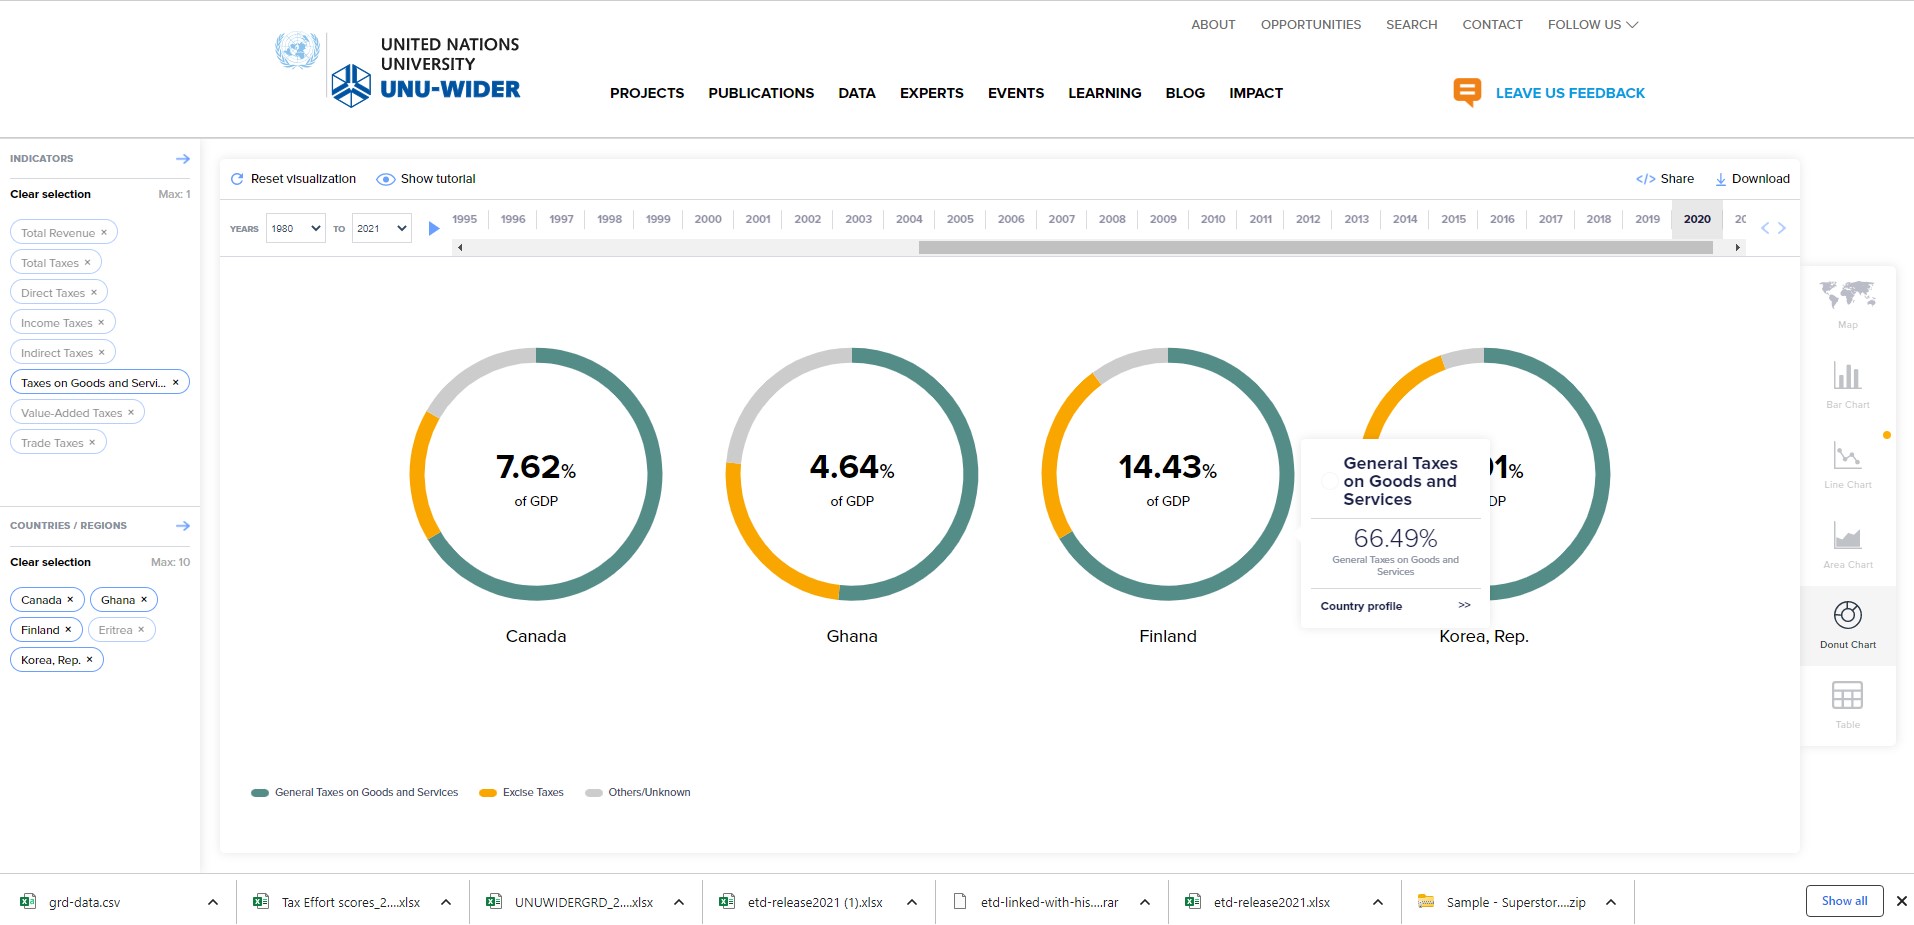 ABOUT OPPORTUNITIES SEARCH CONTACT FOLLOW US
UNITED NATIONS
UNIVERSITY
UNU-WIDER
PROJECTS PUBLICATIONS DATA EXPERTS EVENTS LEARNING BLOG IMPACT
LEAVE US FEEDBACK
INDICATORS
Clear selection Max: 1
Total Revenue ×
Total Taxes ×
Direct Taxes ×
Income Taxes ×
Indirect Taxes ×
Taxes on Goods and Servi... ×
Value-Added Taxes ×
Trade Taxes ×
COUNTRIES / REGIONS
Clear selection Max: 10
Canada × Ghana ×
Finland × Eritrea ×
Korea, Rep. ×
Reset visualization Show tutorial
</> Share Download
YEARS 1980 TO 2021
1995 1996 1997 1998 1999 2000 2001 2002 2003 2004 2005 2006 2007 2008 2009 2010 2011 2012 2013 2014 2015 2016 2017 2018 2019 2020 20
7.62%
of GDP
Canada
4.64%
of GDP
Ghana
14.43%
of GDP
Finland
1%
DP
Korea, Rep.
General Taxes
on Goods and
Services
66.49%
General Taxes on Goods and
Services
Country profile >>
General Taxes on Goods and Services Excise Taxes Others/Unknown
Map
Bar Chart
Line Chart
Area Chart
Donut Chart
Table
grd-data.csv
Tax Effort scores_2....xlsx
UNUWIDERGRD_2....xlsx
etd-release2021 (1).xlsx
etd-linked-with-his....rar
etd-release2021.xlsx
Sample - Superstor....zip
Show all